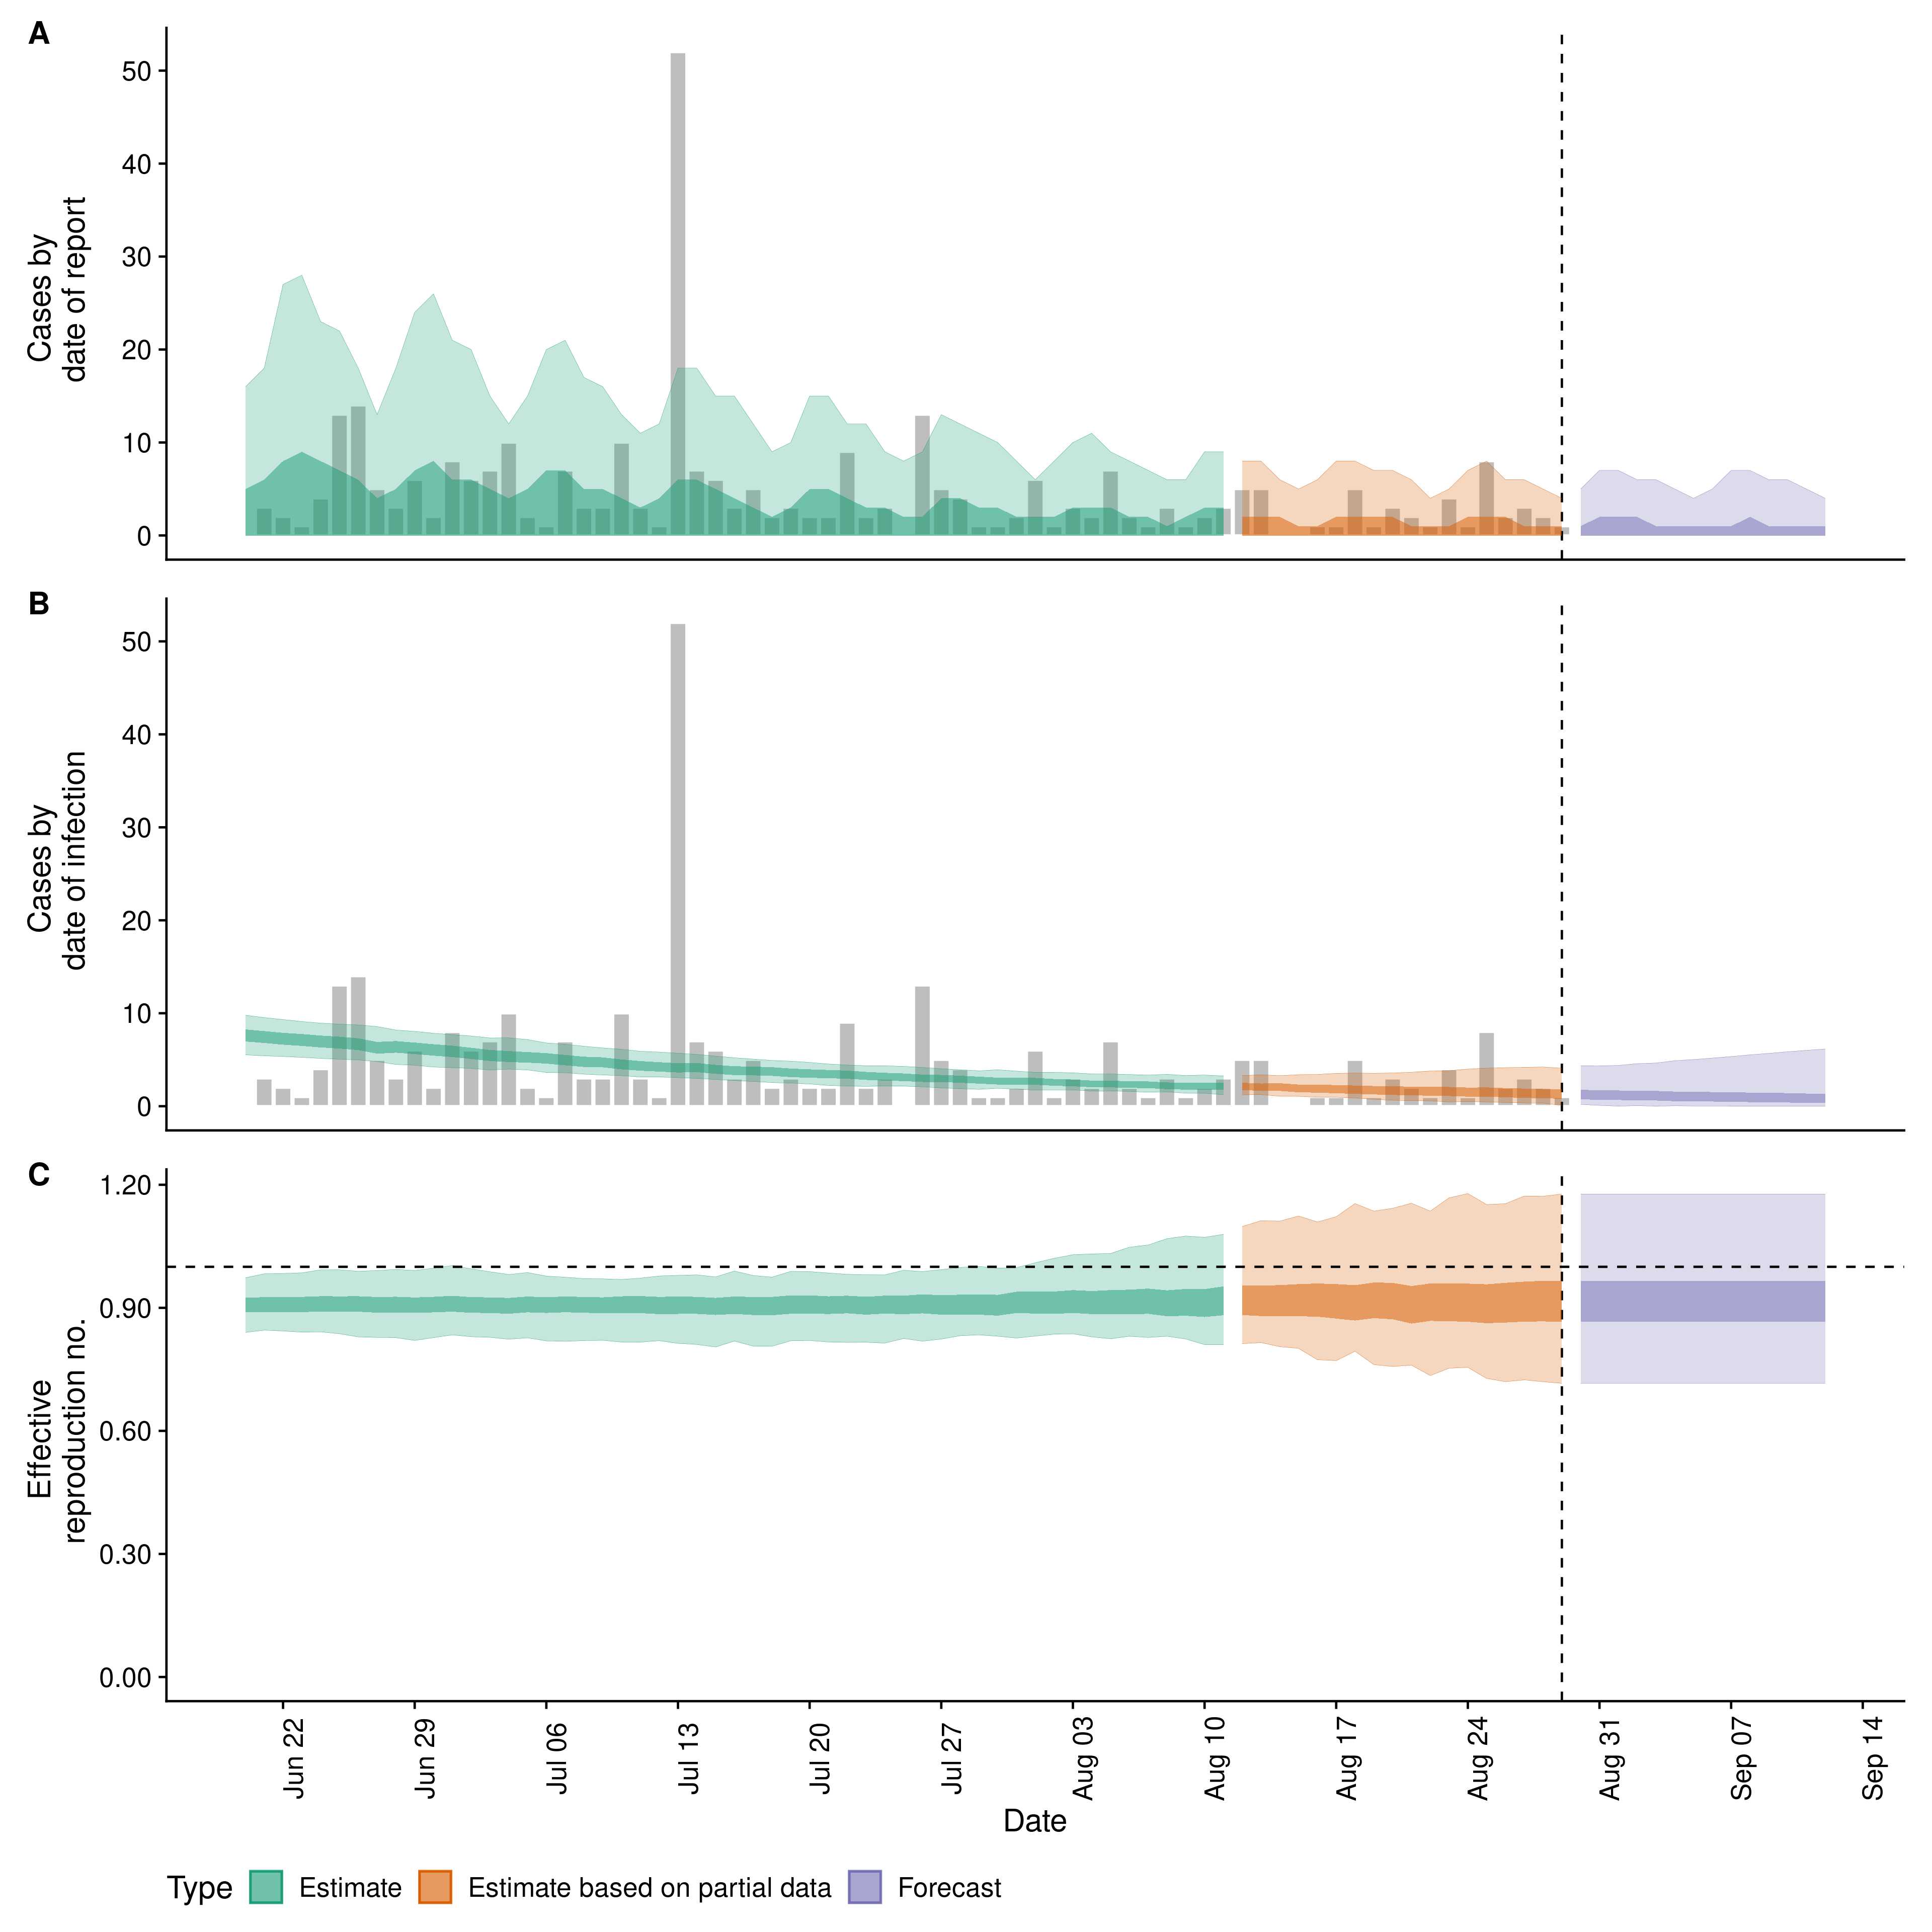 A
50
40
30
20
10
0
Cases by
date of report
B
50
40
30
20
10
0
Cases by
date of infection
C
1.20
0.90
0.60
0.30
0.00
Effective
reproduction no.
Jun 22
Jun 29
Jul 06
Jul 13
Jul 20
Jul 27
Aug 03
Aug 10
Aug 17
Aug 24
Aug 31
Sep 07
Sep 14
Date
Type Estimate Estimate based on partial data Forecast